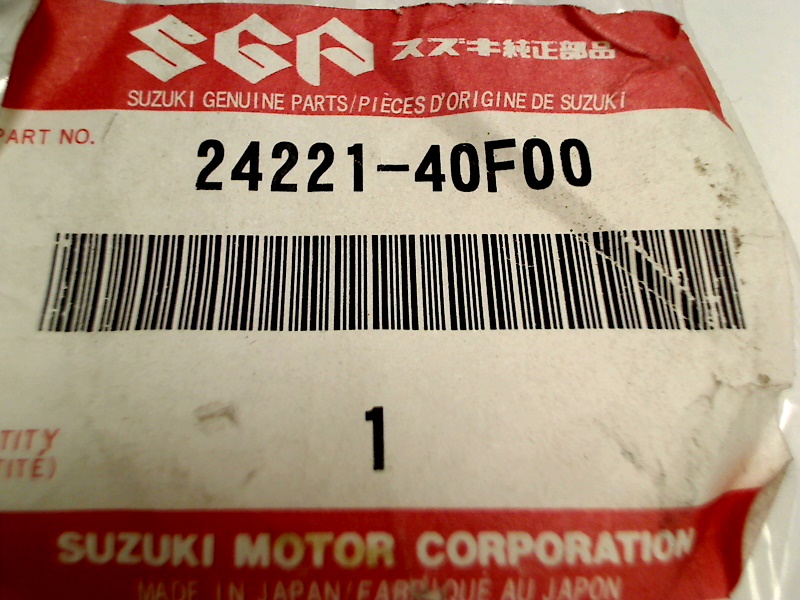 SGP スズキ純正部品
SUZUKI GENUINE PARTS/PIÈCES D'ORIGINE DE SUZUKI
PART NO.
24221-40F00
1
TITY
TITÉ)
SUZUKI MOTOR CORPORATION
MADE IN JAPAN/FABRIQUÉ AU JAPON